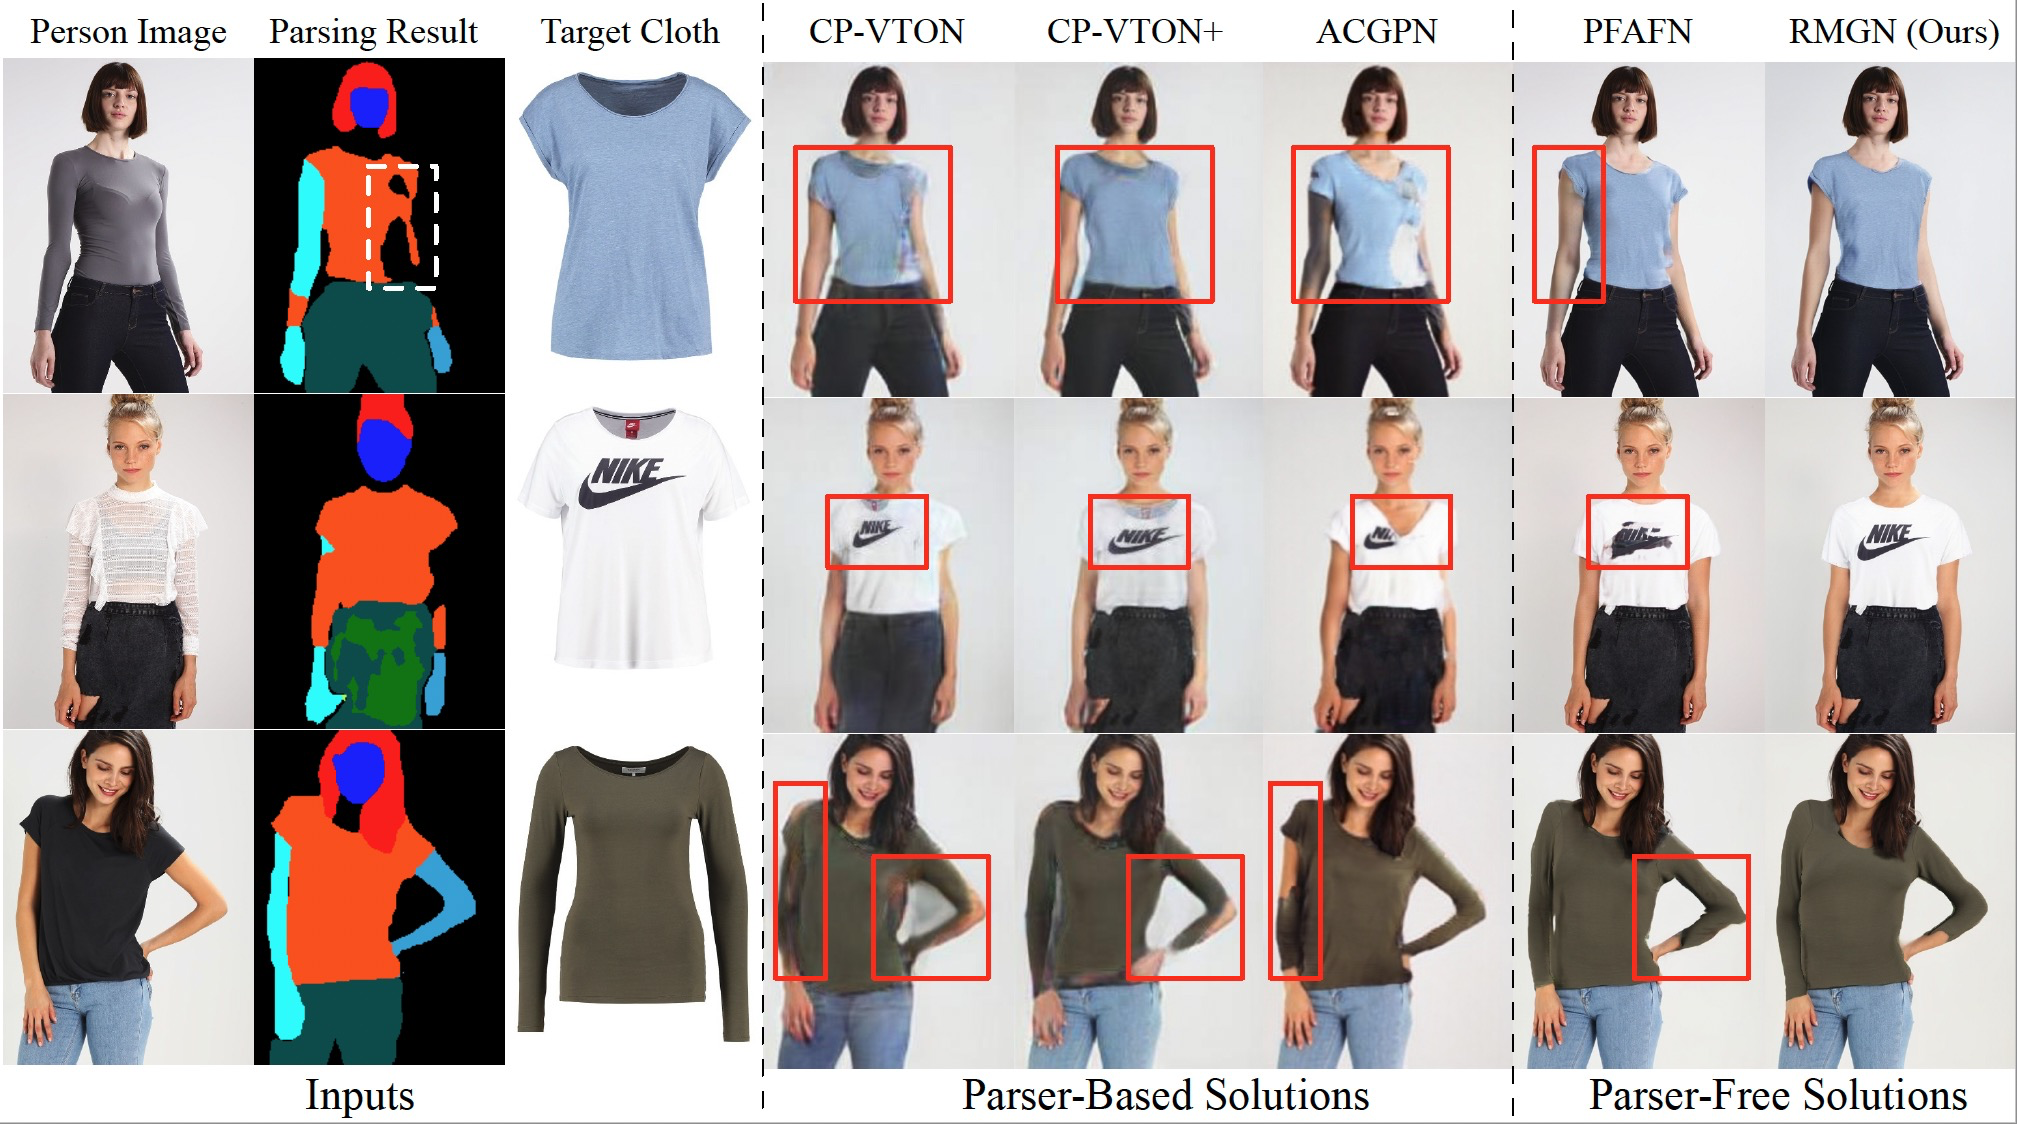 Person Image
Parsing Result
Target Cloth
CP-VTON
CP-VTON+
ACGPN
PFAFN
RMGN (Ours)
NIKE
NIKE
NIKE
NIKE
Inputs
Parser-Based Solutions
Parser-Free Solutions